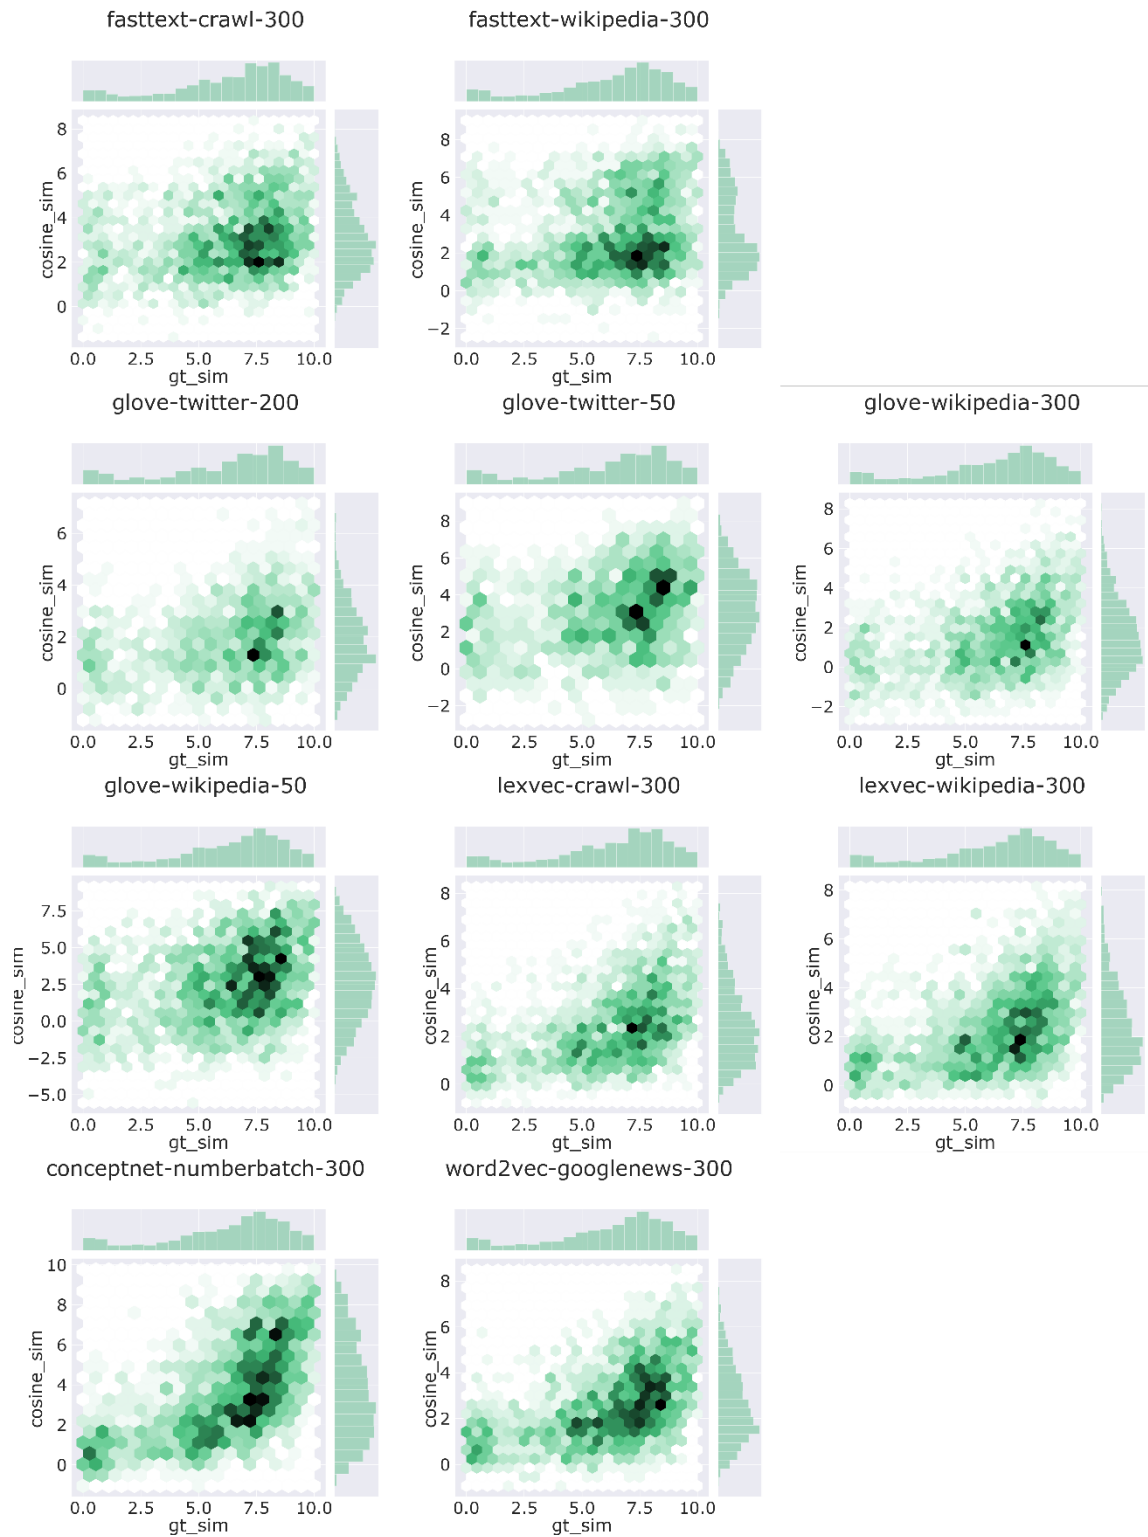 fasttext-crawl-300
fasttext-wikipedia-300
cosine_sim
8
6
4
2
0
0.0 2.5 5.0 7.5 10.0
gt_sim
cosine_sim
8
6
4
2
0
−2
0.0 2.5 5.0 7.5 10.0
gt_sim
glove-twitter-200
glove-twitter-50
glove-wikipedia-300
cosine_sim
6
4
2
0
0.0 2.5 5.0 7.5 10.0
gt_sim
cosine_sim
8
6
4
2
0
−2
0.0 2.5 5.0 7.5 10.0
gt_sim
cosine_sim
8
6
4
2
0
−2
0.0 2.5 5.0 7.5 10.0
gt_sim
glove-wikipedia-50
lexvec-crawl-300
lexvec-wikipedia-300
cosine_sim
7.5
5.0
2.5
0.0
−2.5
−5.0
0.0 2.5 5.0 7.5 10.0
gt_sim
cosine_sim
8
6
4
2
0
0.0 2.5 5.0 7.5 10.0
gt_sim
cosine_sim
8
6
4
2
0
0.0 2.5 5.0 7.5 10.0
gt_sim
conceptnet-numberbatch-300
word2vec-googlenews-300
cosine_sim
10
8
6
4
2
0
0.0 2.5 5.0 7.5 10.0
gt_sim
cosine_sim
8
6
4
2
0
0.0 2.5 5.0 7.5 10.0
gt_sim